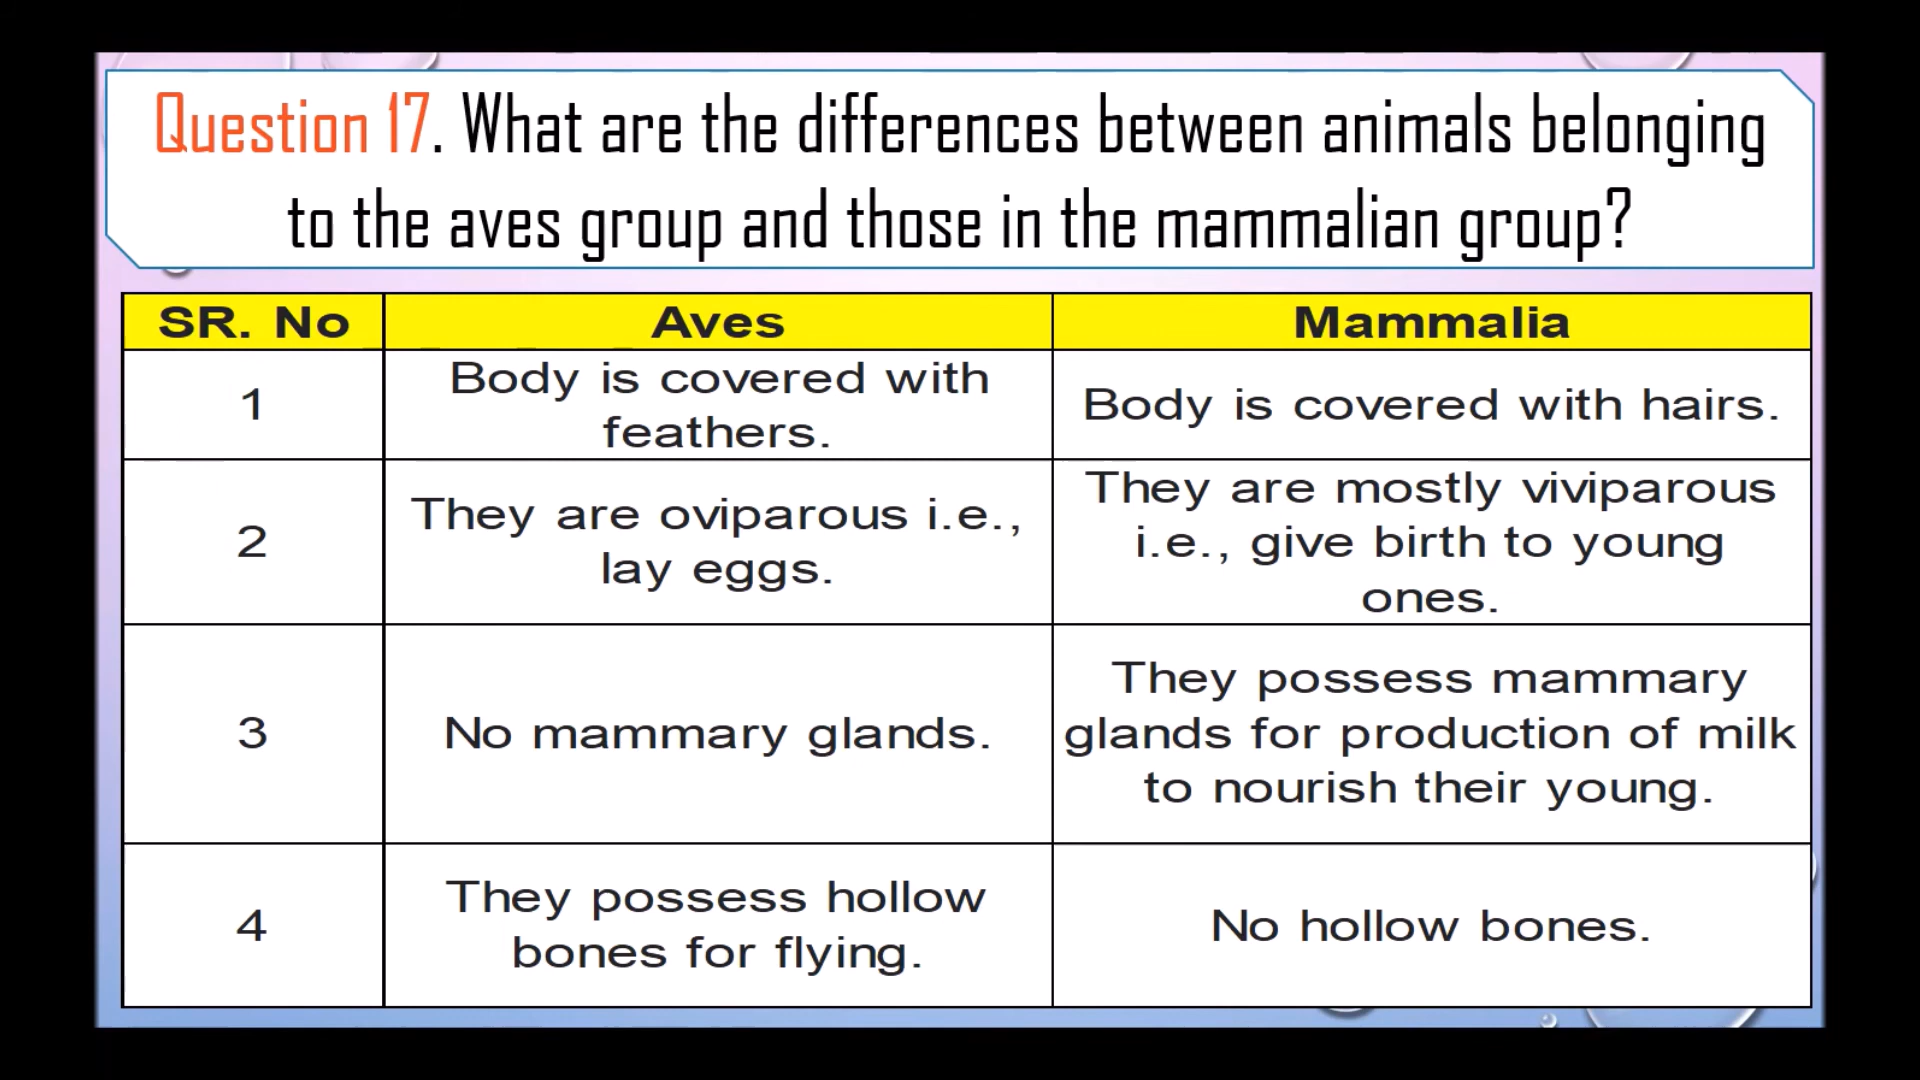 Question 17. What are the differences between animals belonging
to the aves group and those in the mammalian group?
SR. No Aves Mammalia
1 Body is covered with
feathers. Body is covered with hairs.
2 They are oviparous i.e.,
lay eggs. They are mostly viviparous
i.e., give birth to young
ones.
3 No mammary glands. They possess mammary
glands for production of milk
to nourish their young.
4 They possess hollow
bones for flying. No hollow bones.